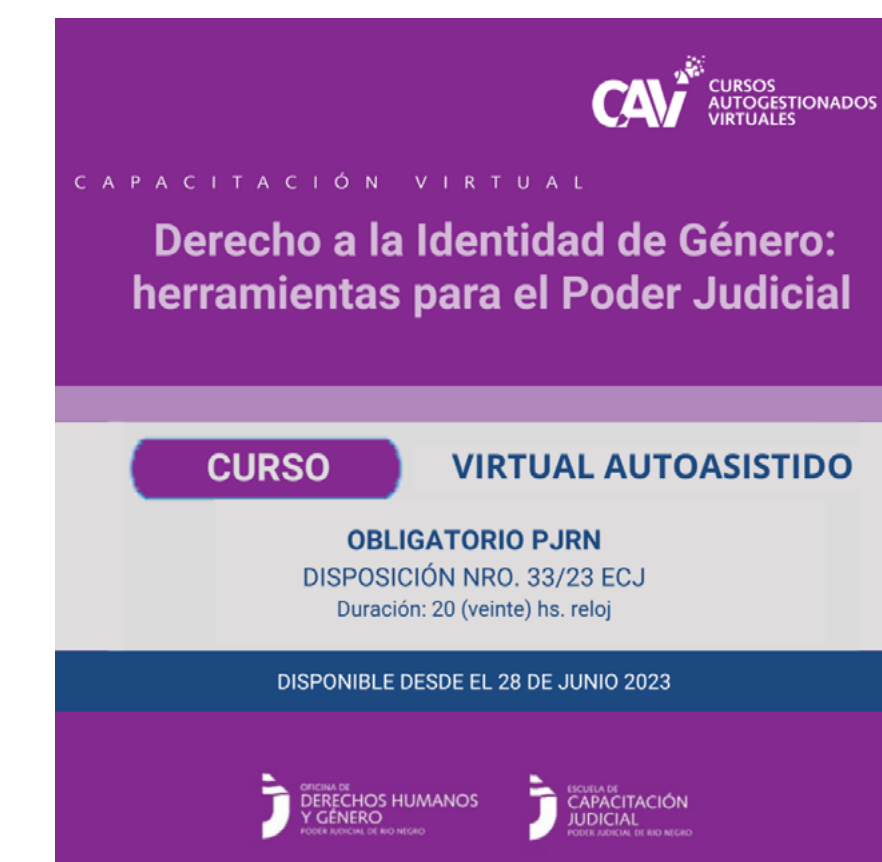 CAV
CURSOS
AUTOGESTIONADOS
VIRTUALES
CAPACITACIÓN VIRTUAL
Derecho a la Identidad de Género:
herramientas para el Poder Judicial
CURSO
VIRTUAL AUTOASISTIDO
OBLIGATORIO PJRN
DISPOSICIÓN NRO. 33/23 ECJ
Duración: 20 (veinte) hs. reloj
DISPONIBLE DESDE EL 28 DE JUNIO 2023
OFICINA DE
DERECHOS HUMANOS
Y GÉNERO
PODER JUDICIAL DE RIO NEGRO
ESCUELA DE
CAPACITACIÓN
JUDICIAL
PODER JUDICIAL DE RIO NEGRO